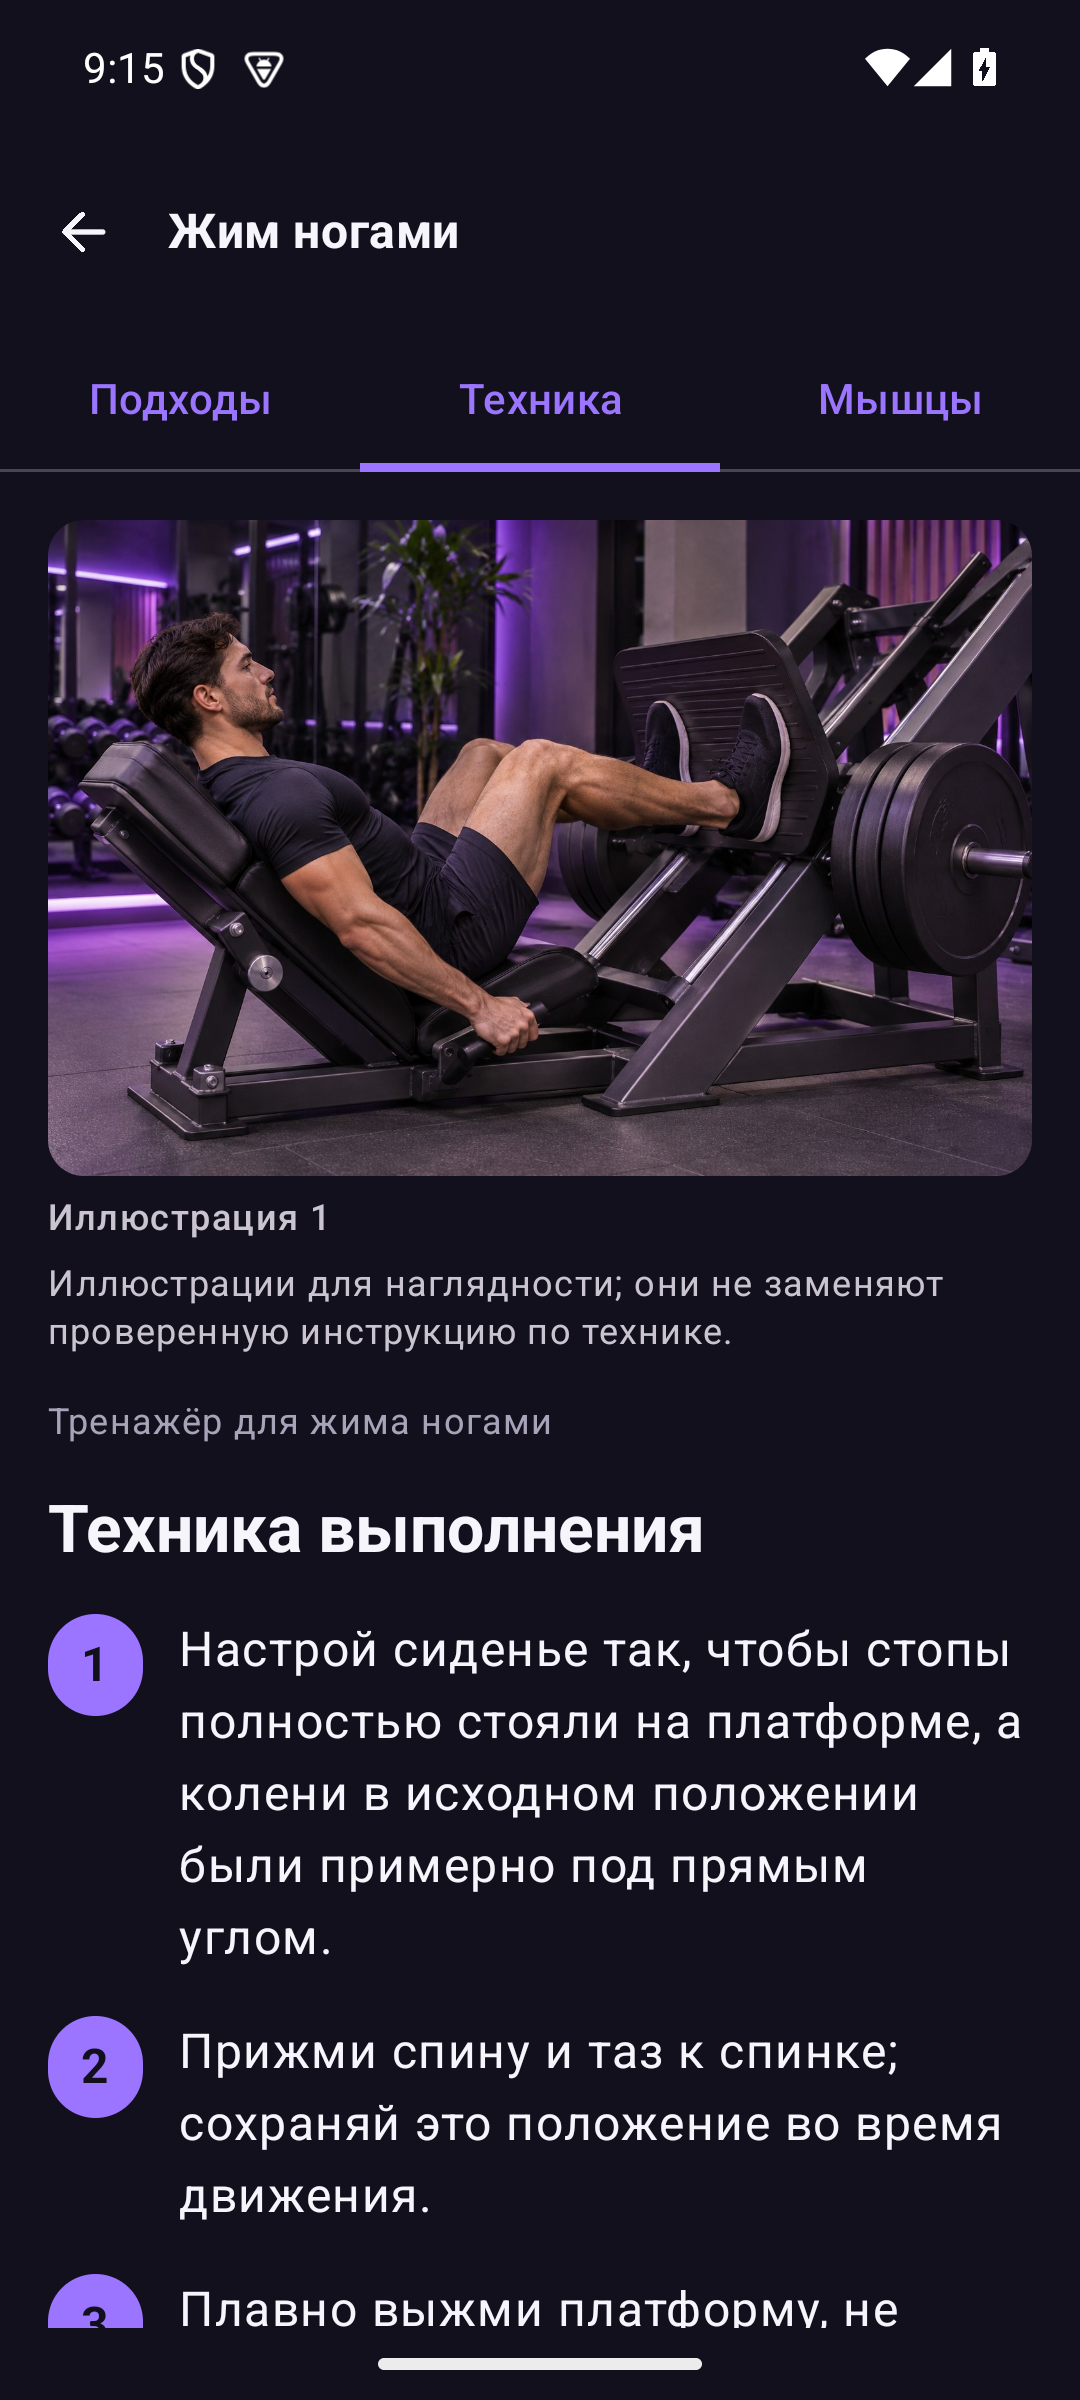 9:15
Жим ногами
Подходы
Техника
Мышцы
Иллюстрация 1
Иллюстрации для наглядности; они не заменяют
проверенную инструкцию по технике.
Тренажёр для жима ногами
Техника выполнения
1
Настрой сиденье так, чтобы стопы
полностью стояли на платформе, а
колени в исходном положении
были примерно под прямым
углом.
2
Прижми спину и таз к спинке;
сохраняй это положение во время
движения.
3
Плавно выжми платформу, не